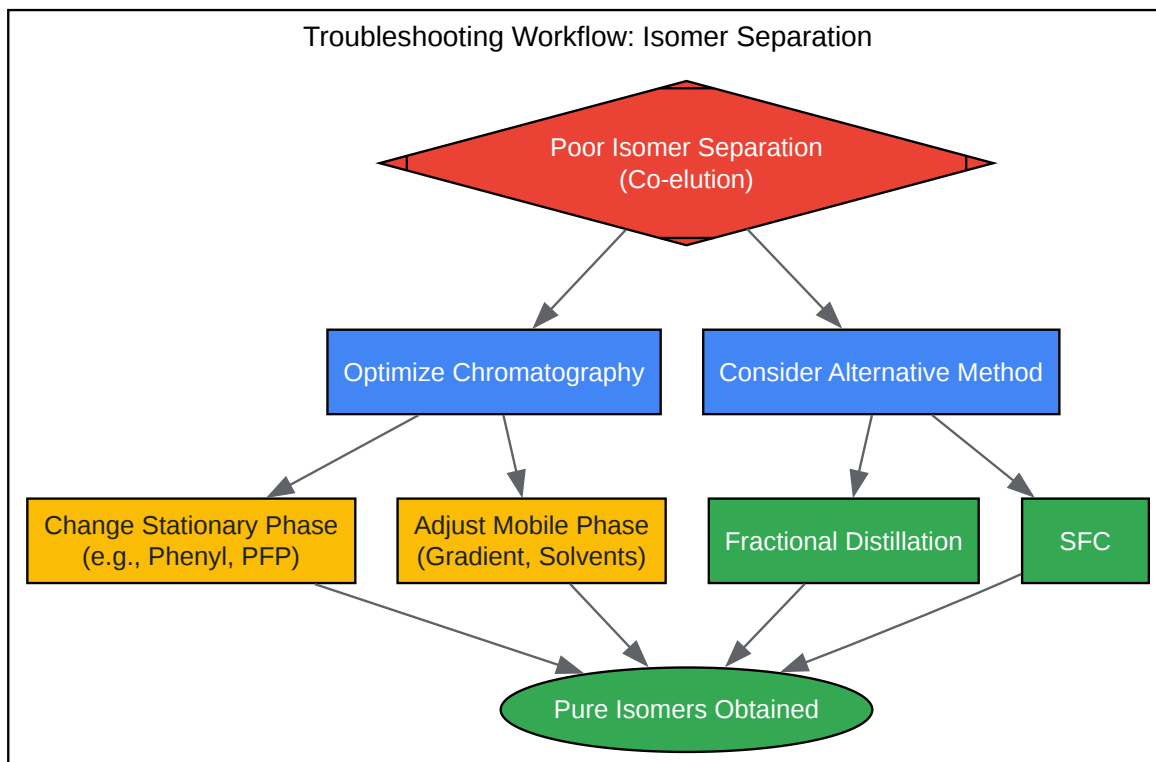 Troubleshooting Workflow: Isomer Separation
Poor Isomer Separation
(Co-elution)
Optimize Chromatography
Consider Alternative Method
Change Stationary Phase
(e.g., Phenyl, PFP)
Adjust Mobile Phase
(Gradient, Solvents)
Fractional Distillation
SFC
Pure Isomers Obtained